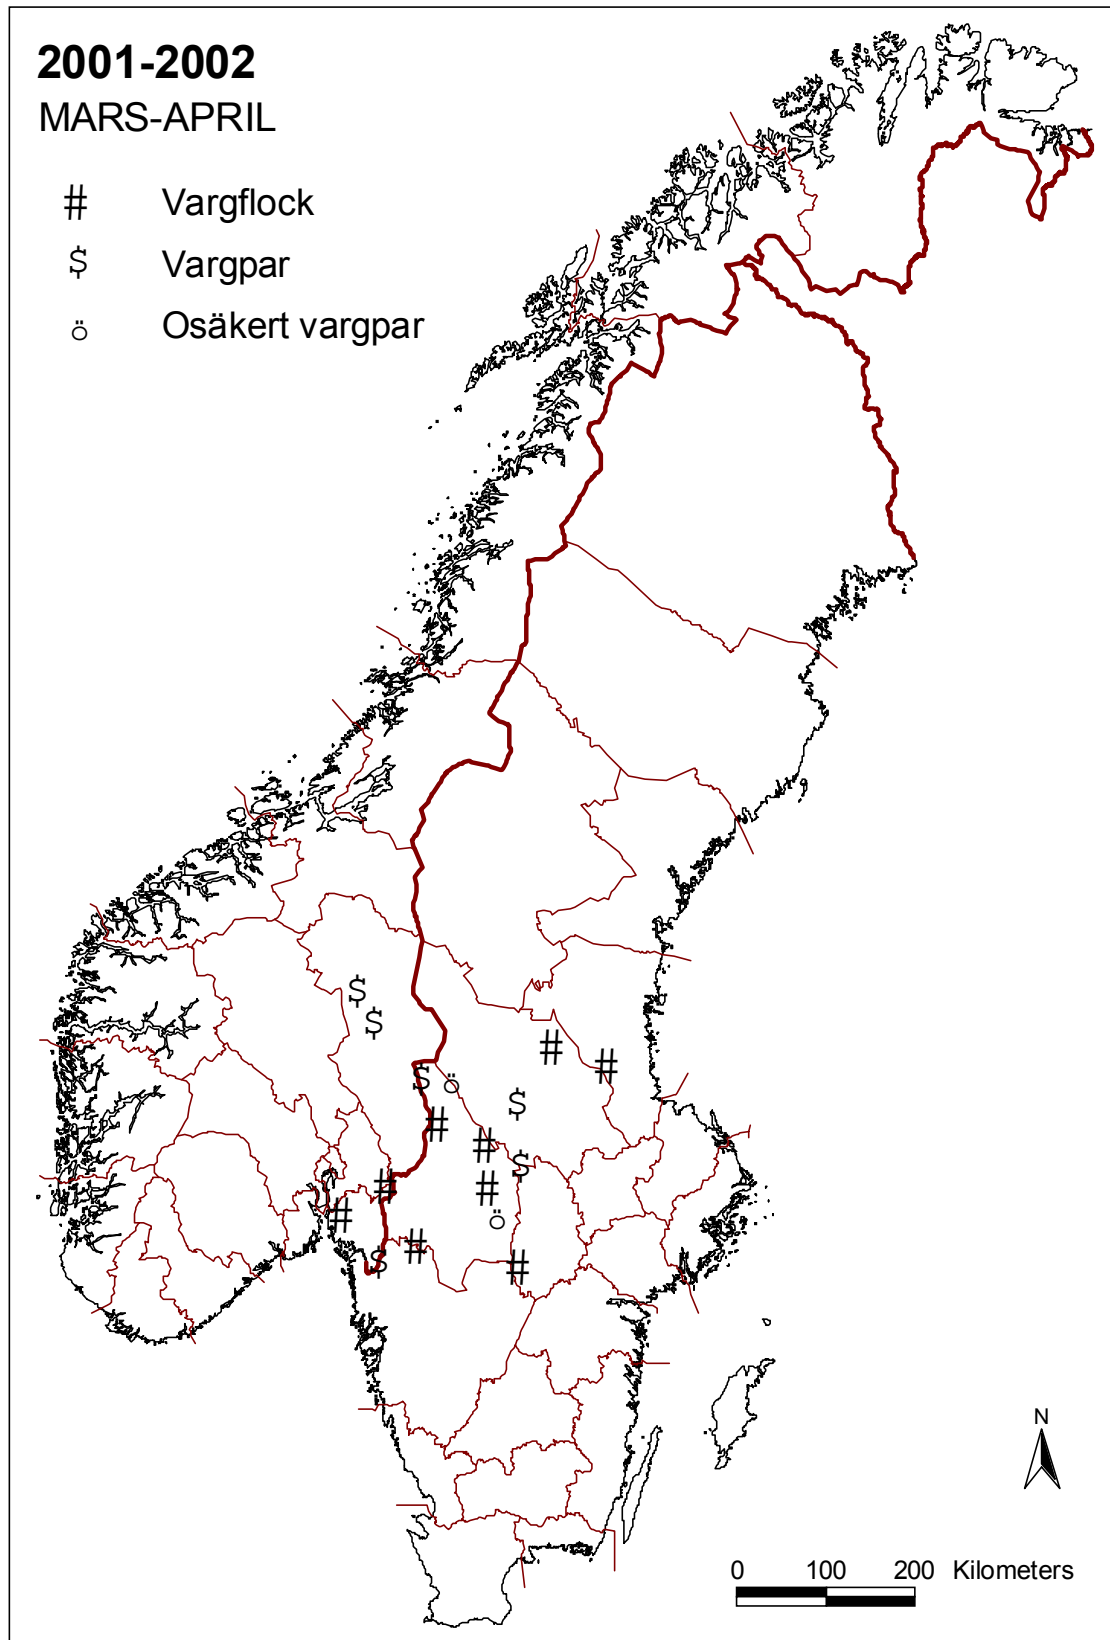 2001-2002
MARS-APRIL
# Vargflock
$ Vargpar
ö Osäkert vargpar
$
$
#
#
$ ö
$
#
#
$
#
#
#
ö
#
$
#
N
0 100 200 Kilometers